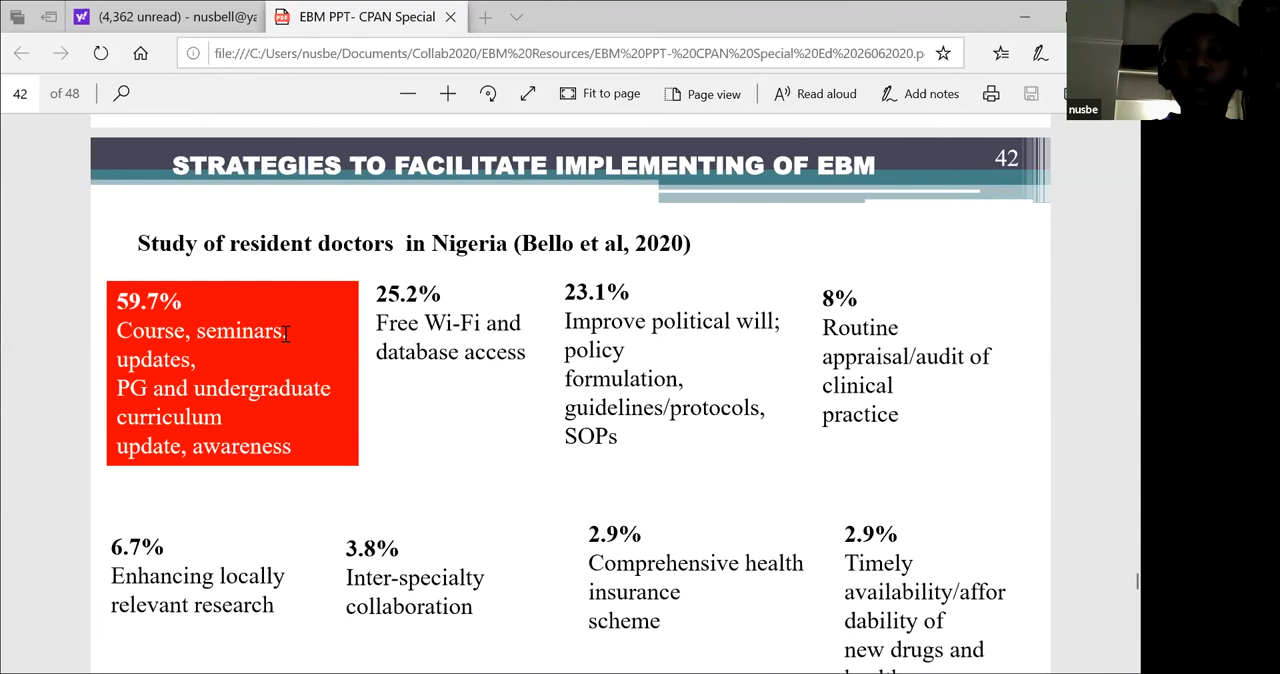 (4,362 unread) - nusbell@ya
EBM PPT- CPAN Special
file:///C:/Users/nusbe/Documents/Collab2020/EBM%20Resources/EBM%20PPT-%20CPAN%20Special%20Ed%2026062020.p
42 of 48
Fit to page
Page view
Read aloud
Add notes
nusbe
STRATEGIES TO FACILITATE IMPLEMENTING OF EBM
42
Study of resident doctors in Nigeria (Bello et al, 2020)
59.7%
Course, seminars,
updates,
PG and undergraduate
curriculum
update, awareness
25.2%
Free Wi-Fi and
database access
23.1%
Improve political will;
policy
formulation,
guidelines/protocols,
SOPs
8%
Routine
appraisal/audit of
clinical
practice
6.7%
Enhancing locally
relevant research
3.8%
Inter-specialty
collaboration
2.9%
Comprehensive health
insurance
scheme
2.9%
Timely
availability/affor
dability of
new drugs and